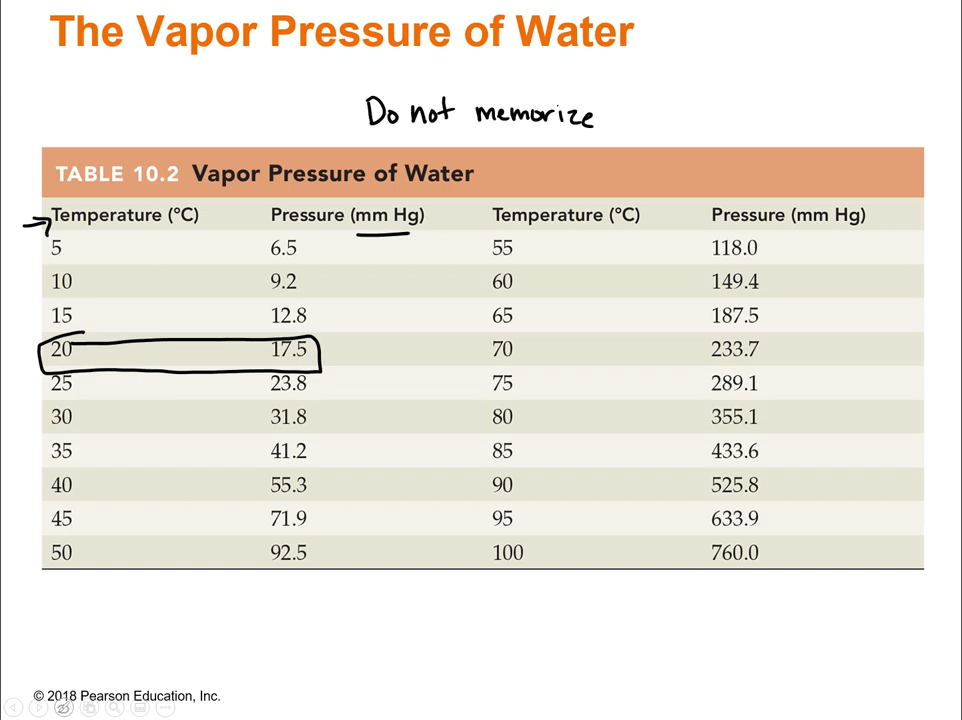 The Vapor Pressure of Water
Do not memorize
TABLE 10.2 Vapor Pressure of Water
Temperature (°C) Pressure (mm Hg) Temperature (°C) Pressure (mm Hg)
5 6.5 55 118.0
10 9.2 60 149.4
15 12.8 65 187.5
20 17.5 70 233.7
25 23.8 75 289.1
30 31.8 80 355.1
35 41.2 85 433.6
40 55.3 90 525.8
45 71.9 95 633.9
50 92.5 100 760.0
© 2018 Pearson Education, Inc.